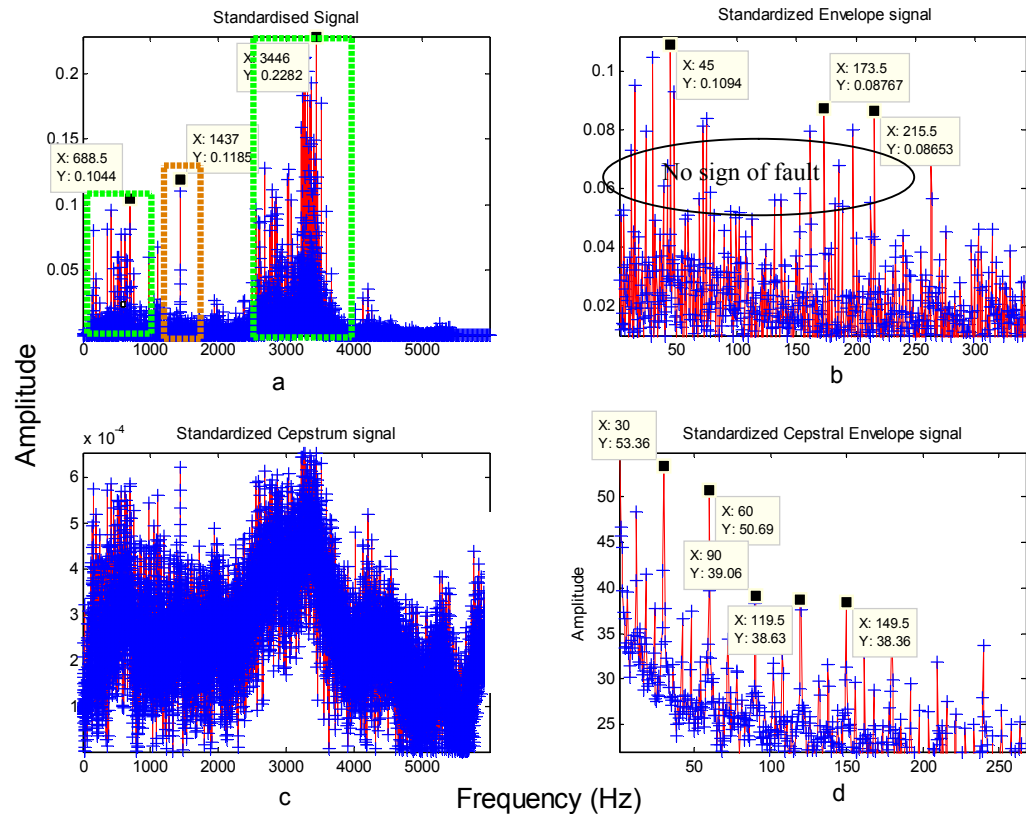 Standardised Signal
X: 3446
Y: 0.2282
X: 1437
Y: 0.1185
X: 688.5
Y: 0.1044
0.2
0.15
0.1
0.05
0 1000 2000 3000 4000 5000
a
Standardized Envelope signal
X: 45
Y: 0.1094
X: 173.5
Y: 0.08767
X: 215.5
Y: 0.08653
No sign of fault
0.1
0.08
0.06
0.04
0.02
50 100 150 200 250 300
b
Amplitude
Standardized Cepstrum signal
x 10-4
6
5
4
3
2
1
0 1000 2000 3000 4000 5000
c
Standardized Cepstral Envelope signal
X: 30
Y: 53.36
X: 60
Y: 50.69
X: 90
Y: 39.06
X: 119.5
Y: 38.63
X: 149.5
Y: 38.36
Amplitude
50
45
40
35
30
25
50 100 150 200 250
d
Frequency (Hz)